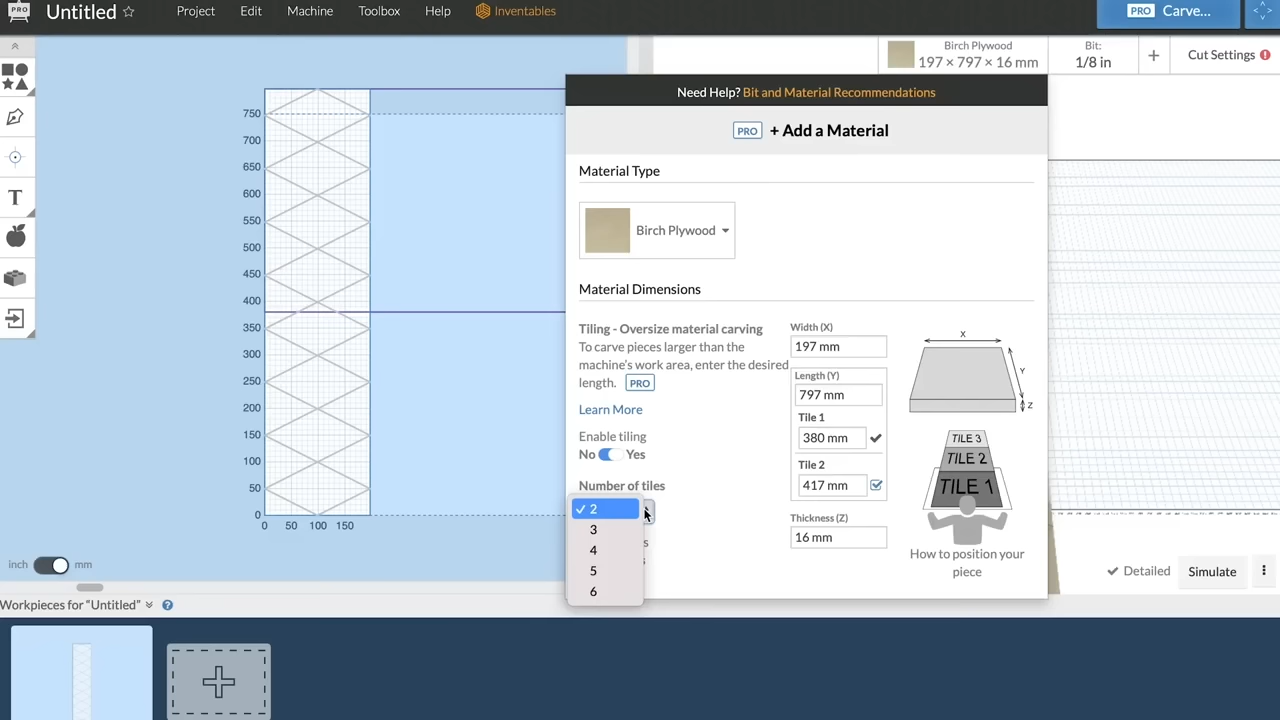 PRO
Untitled
Project
Edit
Machine
Toolbox
Help
Inventables
PRO Carve...
Birch Plywood
197 × 797 × 16 mm
Bit:
1/8 in
Cut Settings
T
750
700
650
600
550
500
450
400
350
300
250
200
150
100
50
0
0 50 100 150
inch
mm
Need Help? Bit and Material Recommendations
PRO + Add a Material
Material Type
Birch Plywood
Material Dimensions
Tiling - Oversize material carving
To carve pieces larger than the
machine's work area, enter the desired
length. PRO
Learn More
Enable tiling
No Yes
Number of tiles
2
3
4
5
6
s
s
Width (X)
197 mm
Length (Y)
797 mm
Tile 1
380 mm
Tile 2
417 mm
Thickness (Z)
16 mm
X
Y
Z
TILE 3
TILE 2
TILE 1
How to position your
piece
Detailed
Simulate
Workpieces for "Untitled"
?